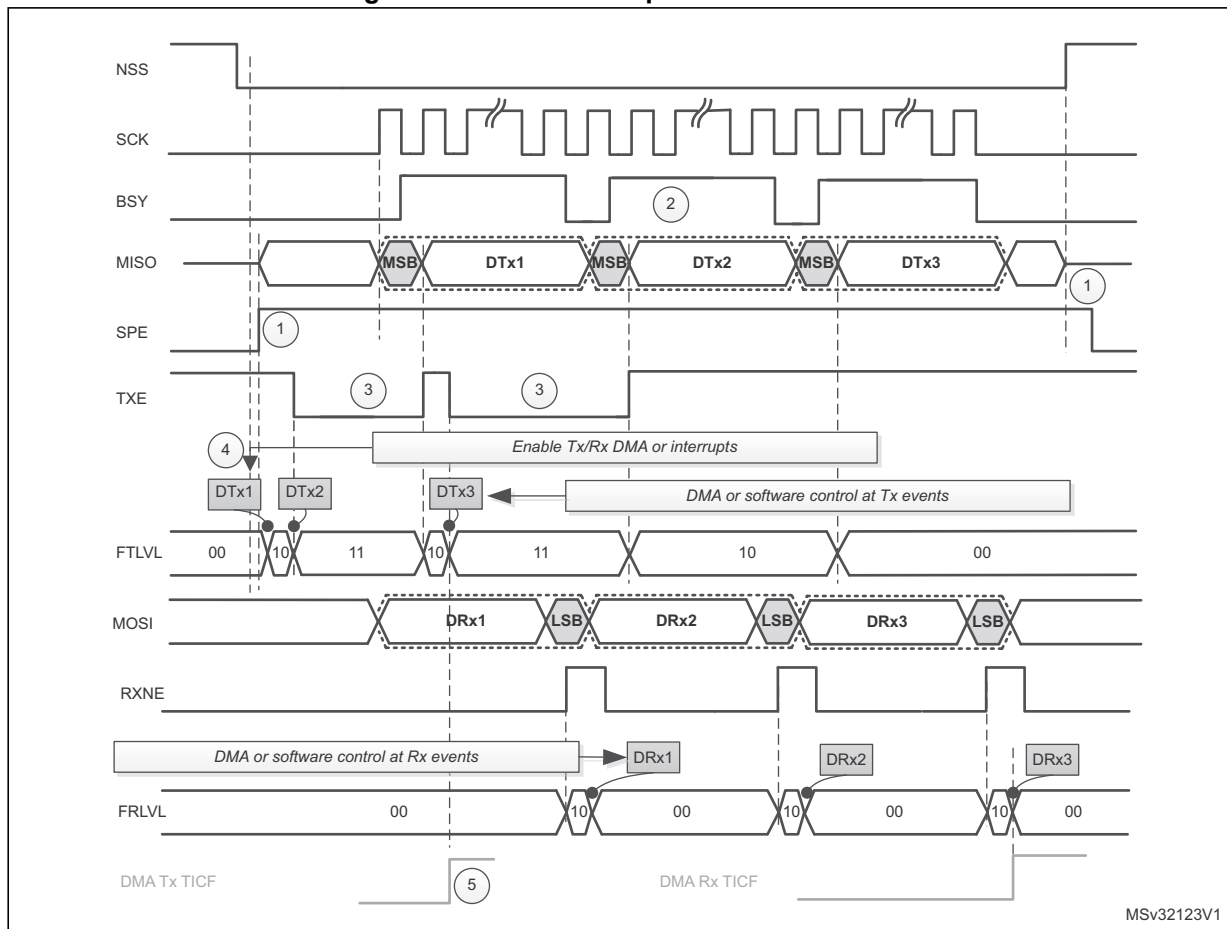 NSS
SCK
BSY
2
MISO
MSB
DTx1
MSB
DTx2
MSB
DTx3
1
SPE
1
TXE
3
3
4
Enable Tx/Rx DMA or interrupts
DTx1
DTx2
DTx3
DMA or software control at Tx events
FTLVL
00
10
11
10
11
10
00
MOSI
DRx1
LSB
DRx2
LSB
DRx3
LSB
RXNE
DMA or software control at Rx events
DRx1
DRx2
DRx3
FRLVL
00
10
00
10
00
10
00
DMA Tx TICF
5
DMA Rx TICF
MSv32123V1